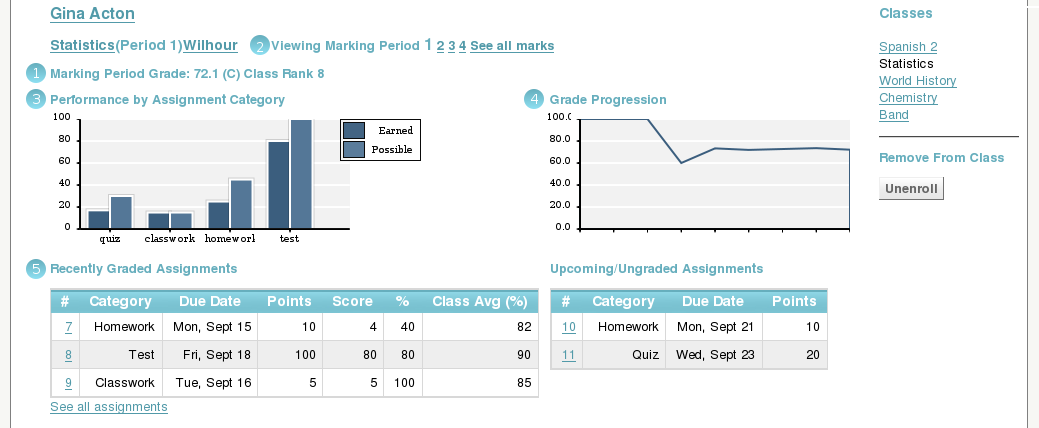 Gina Acton
Statistics(Period 1)Wilhour 2 Viewing Marking Period 1 2 3 4 See all marks
1 Marking Period Grade: 72.1 (C) Class Rank 8
3 Performance by Assignment Category
100
80
60
40
20
0
quiz classwork homeworl test
Earned
Possible
4 Grade Progression
100.(
80.0
60.0
40.0
20.0
0.0
5 Recently Graded Assignments
# Category Due Date Points Score % Class Avg (%)
7 Homework Mon, Sept 15 10 4 40 82
8 Test Fri, Sept 18 100 80 80 90
9 Classwork Tue, Sept 16 5 5 100 85
See all assignments
Upcoming/Ungraded Assignments
# Category Due Date Points
10 Homework Mon, Sept 21 10
11 Quiz Wed, Sept 23 20
Classes
Spanish 2
Statistics
World History
Chemistry
Band
Remove From Class
Unenroll